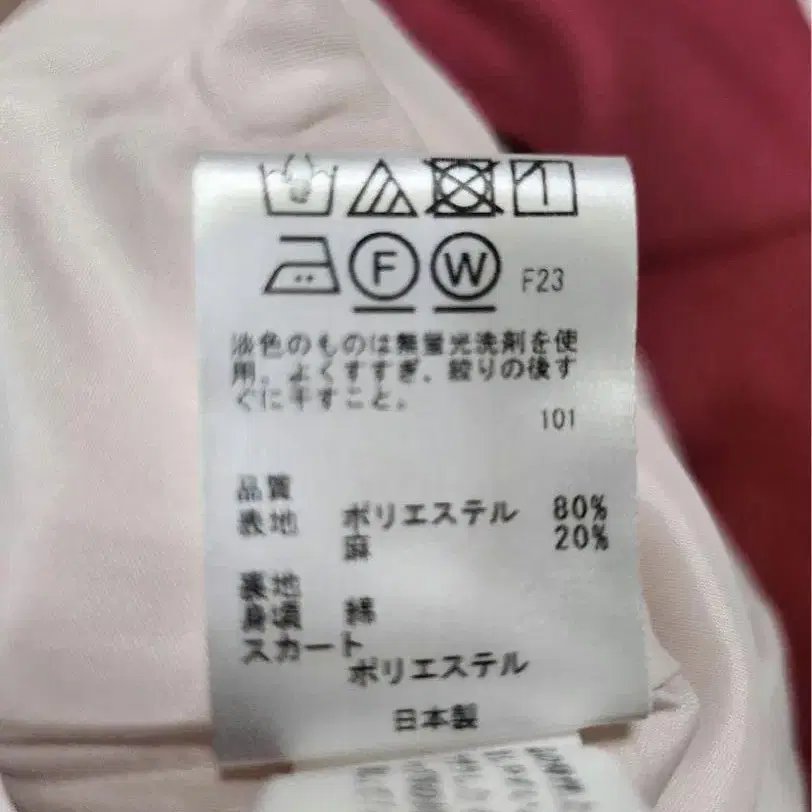 F W F23
淡色のものは無蛍光洗剤を使
用、よくすすぎ、絞りの後す
ぐに干すこと。
101
品質
表地 ポリエステル 80%
麻 20%
裏地
身頃 綿
スカート
ポリエステル
日本製